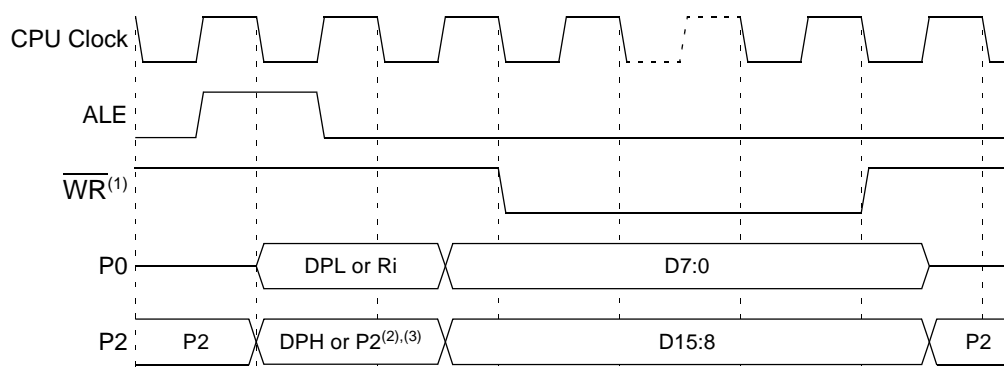 CPU Clock
ALE
WR(1)
P0 DPL or Ri D7:0
P2 P2 DPH or P2(2),(3) D15:8 P2